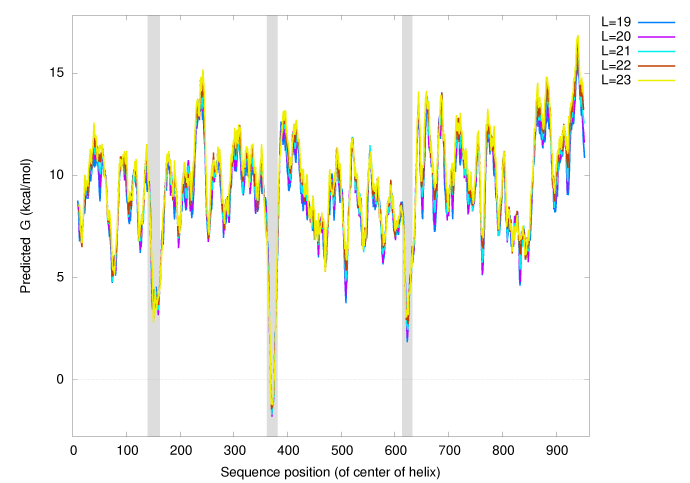 L=19
L=20
L=21
L=22
L=23
15
10
5
0
Predicted G (kcal/mol)
0 100 200 300 400 500 600 700 800 900
Sequence position (of center of helix)